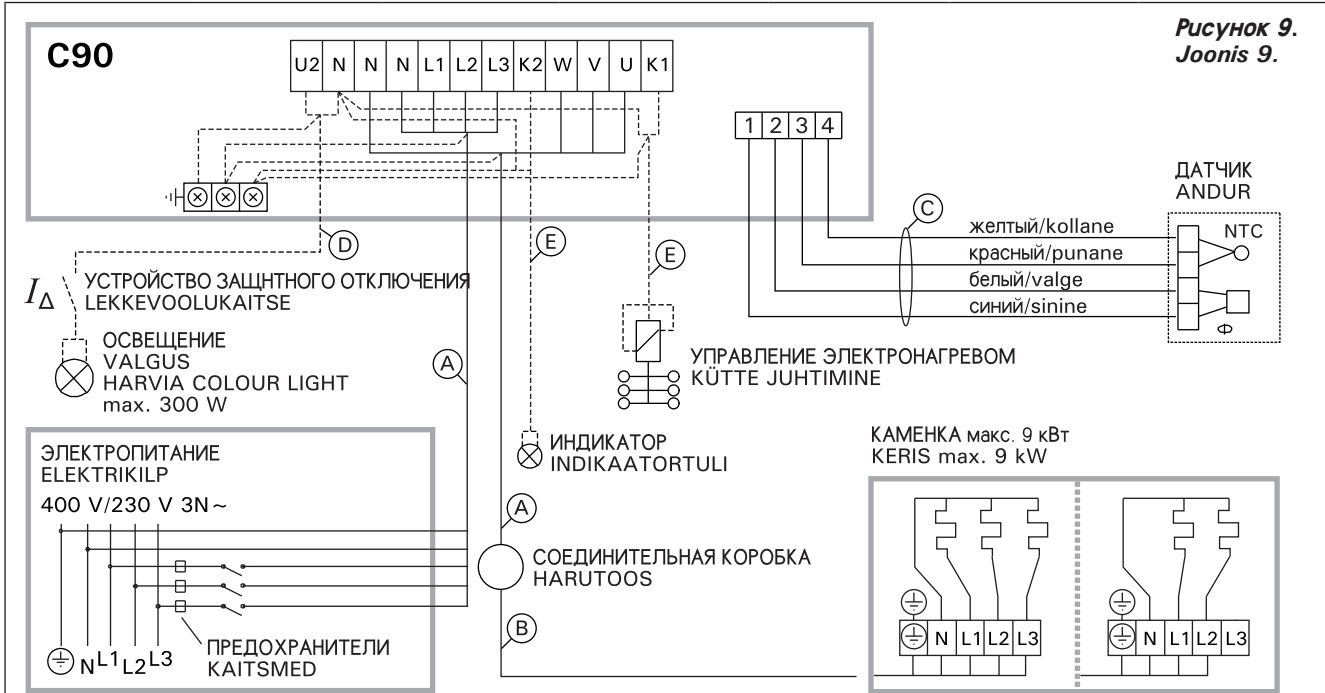 Рисунок 9.
Joonis 9.
C90
U2 N N N L1 L2 L3 K2 W V U K1
1 2 3 4
ДАТЧИК
ANDUR
NTC
C
желтый/kollane
красный/punane
белый/valge
синий/sinine
Ф
D
E
E
I∆
УСТРОЙСТВО ЗАЩНТНОГО ОТКЛЮЧЕНИЯ
LEKKEVOOLUKAITSE
ОСВЕЩЕНИЕ
VALGUS
HARVIA COLOUR LIGHT
max. 300 W
A
УПРАВЛЕНИЕ ЭЛЕКТРОНАГРЕВОМ
KÜTTE JUHTIMINE
ИНДИКАТОР
INDIKAATORTULI
ЭЛЕКТРОПИТАНИЕ
ELEKTRIKILP
400 V/230 V 3N~
A
СОЕДИНИТЕЛЬНАЯ КОРОБКА
HARUTOOS
B
ПРЕДОХРАНИТЕЛИ
KAITSMED
N L1 L2 L3
КАМЕНКА макс. 9 кВт
KERIS max. 9 kW
N L1 L2 L3
N L1 L2 L3